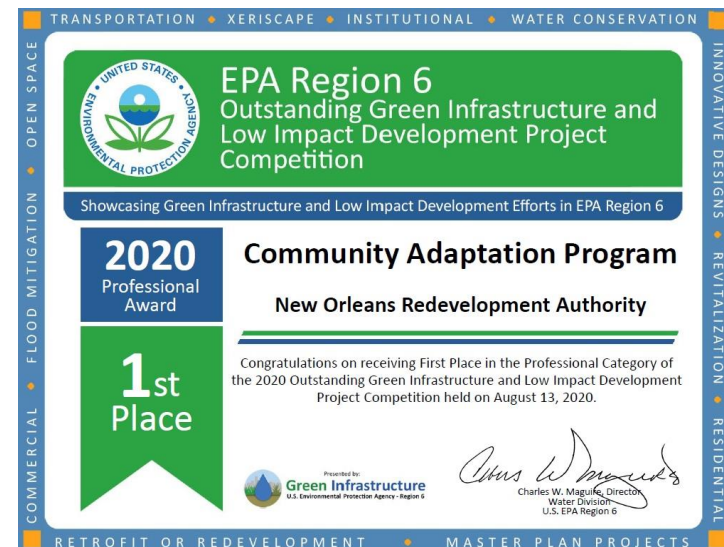 TRANSPORTATION • XERISCAPE • INSTITUTIONAL • WATER CONSERVATION
UNITED STATES
ENVIRONMENTAL PROTECTION AGENCY
EPA Region 6
Outstanding Green Infrastructure and
Low Impact Development Project
Competition
Showcasing Green Infrastructure and Low Impact Development Efforts in EPA Region 6
2020
Professional
Award
1st
Place
Community Adaptation Program
New Orleans Redevelopment Authority
Congratulations on receiving First Place in the Professional Category of
the 2020 Outstanding Green Infrastructure and Low Impact Development
Project Competition held on August 13, 2020.
Presented by:
Green Infrastructure
U.S. Environmental Protection Agency - Region 6
Charles W. Maguire, Director
Water Division
U.S. EPA Region 6
COMMERCIAL • FLOOD MITIGATION • OPEN SPACE
INNOVATIVE DESIGNS • REVITALIZATION • RESIDENTIAL
RETROFIT OR REDEVELOPMENT • MASTER PLAN PROJECTS